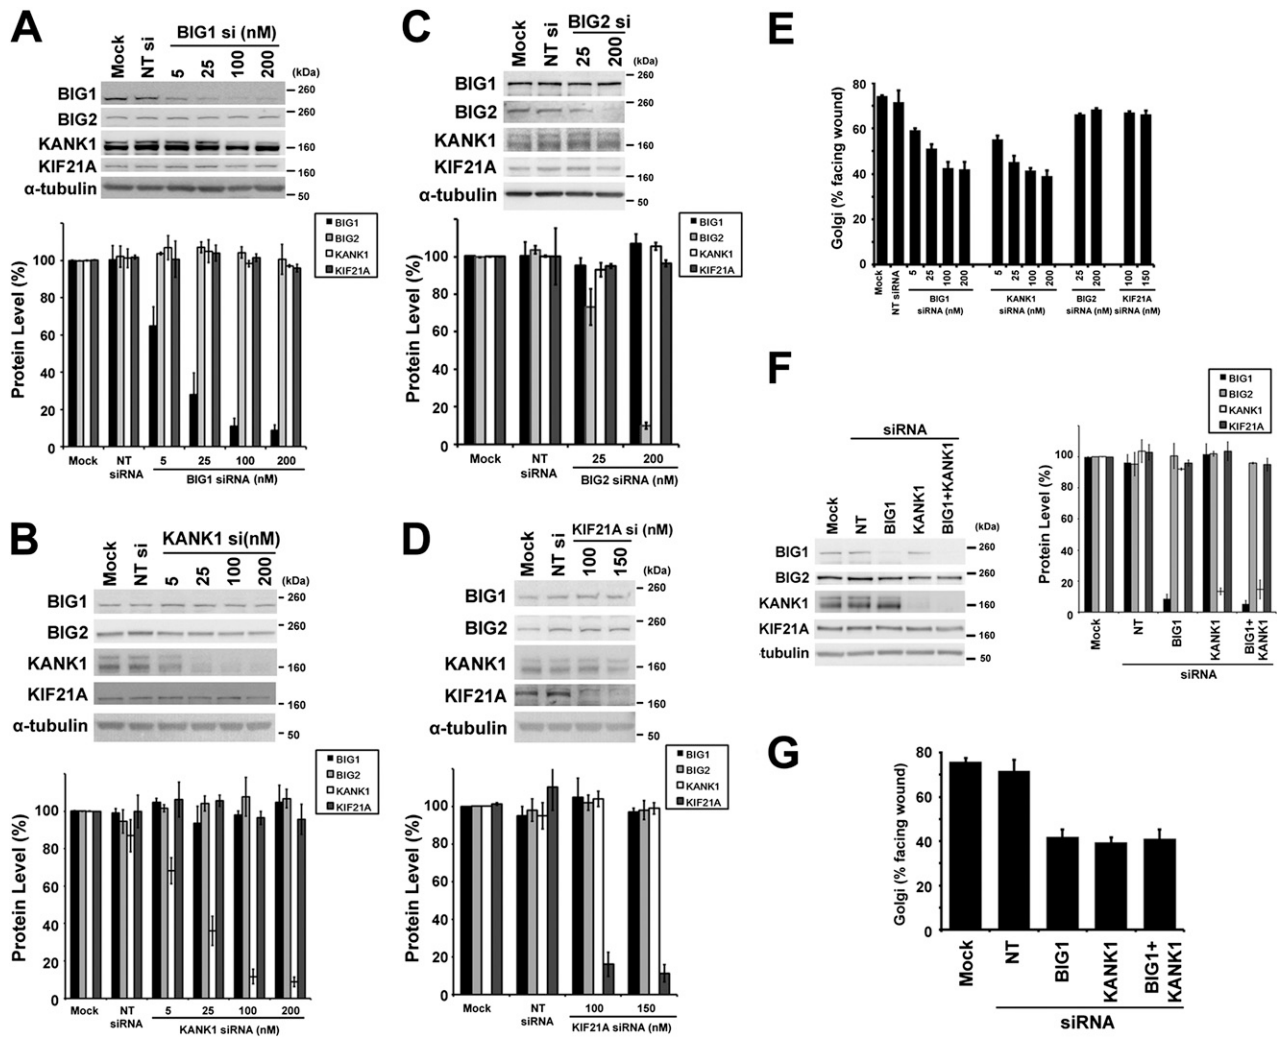 A
BIG1 si (nM)
Mock
NT si
5
25
100
200
(kDa)
BIG1
260
BIG2
260
KANK1
160
KIF21A
160
α-tubulin
50
BIG1
BIG2
KANK1
KIF21A
Protein Level (%)
100
80
60
40
20
0
Mock
NT
siRNA
5
25
100
200
BIG1 siRNA (nM)
B
KANK1 si(nM)
Mock
NT si
5
25
100
200
(kDa)
BIG1
260
BIG2
260
KANK1
160
KIF21A
160
α-tubulin
50
BIG1
BIG2
KANK1
KIF21A
Protein Level (%)
100
80
60
40
20
0
Mock
NT
siRNA
5
25
100
200
KANK1 siRNA (nM)
C
BIG2 si
Mock
NT si
25
200
(kDa)
BIG1
260
BIG2
260
KANK1
160
KIF21A
160
α-tubulin
50
BIG1
BIG2
KANK1
KIF21A
Protein Level (%)
100
80
60
40
20
0
Mock
NT
siRNA
25
200
BIG2 siRNA (nM)
D
KIF21A si (nM)
Mock
NT si
100
150
(kDa)
BIG1
260
BIG2
260
KANK1
160
KIF21A
160
α-tubulin
50
BIG1
BIG2
KANK1
KIF21A
Protein Level (%)
100
80
60
40
20
0
Mock
NT
siRNA
100
150
KIF21A siRNA (nM)
E
Golgi (% facing wound)
80
60
40
20
0
Mock
NT siRNA
5
25
100
200
BIG1
siRNA (nM)
5
25
100
200
KANK1
siRNA (nM)
25
200
BIG2
siRNA (nM)
100
150
KIF21A
siRNA (nM)
F
siRNA
Mock
NT
BIG1
KANK1
BIG1+KANK1
(kDa)
BIG1
260
BIG2
260
KANK1
160
KIF21A
160
tubulin
50
BIG1
BIG2
KANK1
KIF21A
Protein Level (%)
100
80
60
40
20
0
Mock
NT
BIG1
KANK1
BIG1+
KANK1
siRNA
G
Golgi (% facing wound)
80
60
40
20
0
Mock
NT
BIG1
KANK1
BIG1+
KANK1
siRNA